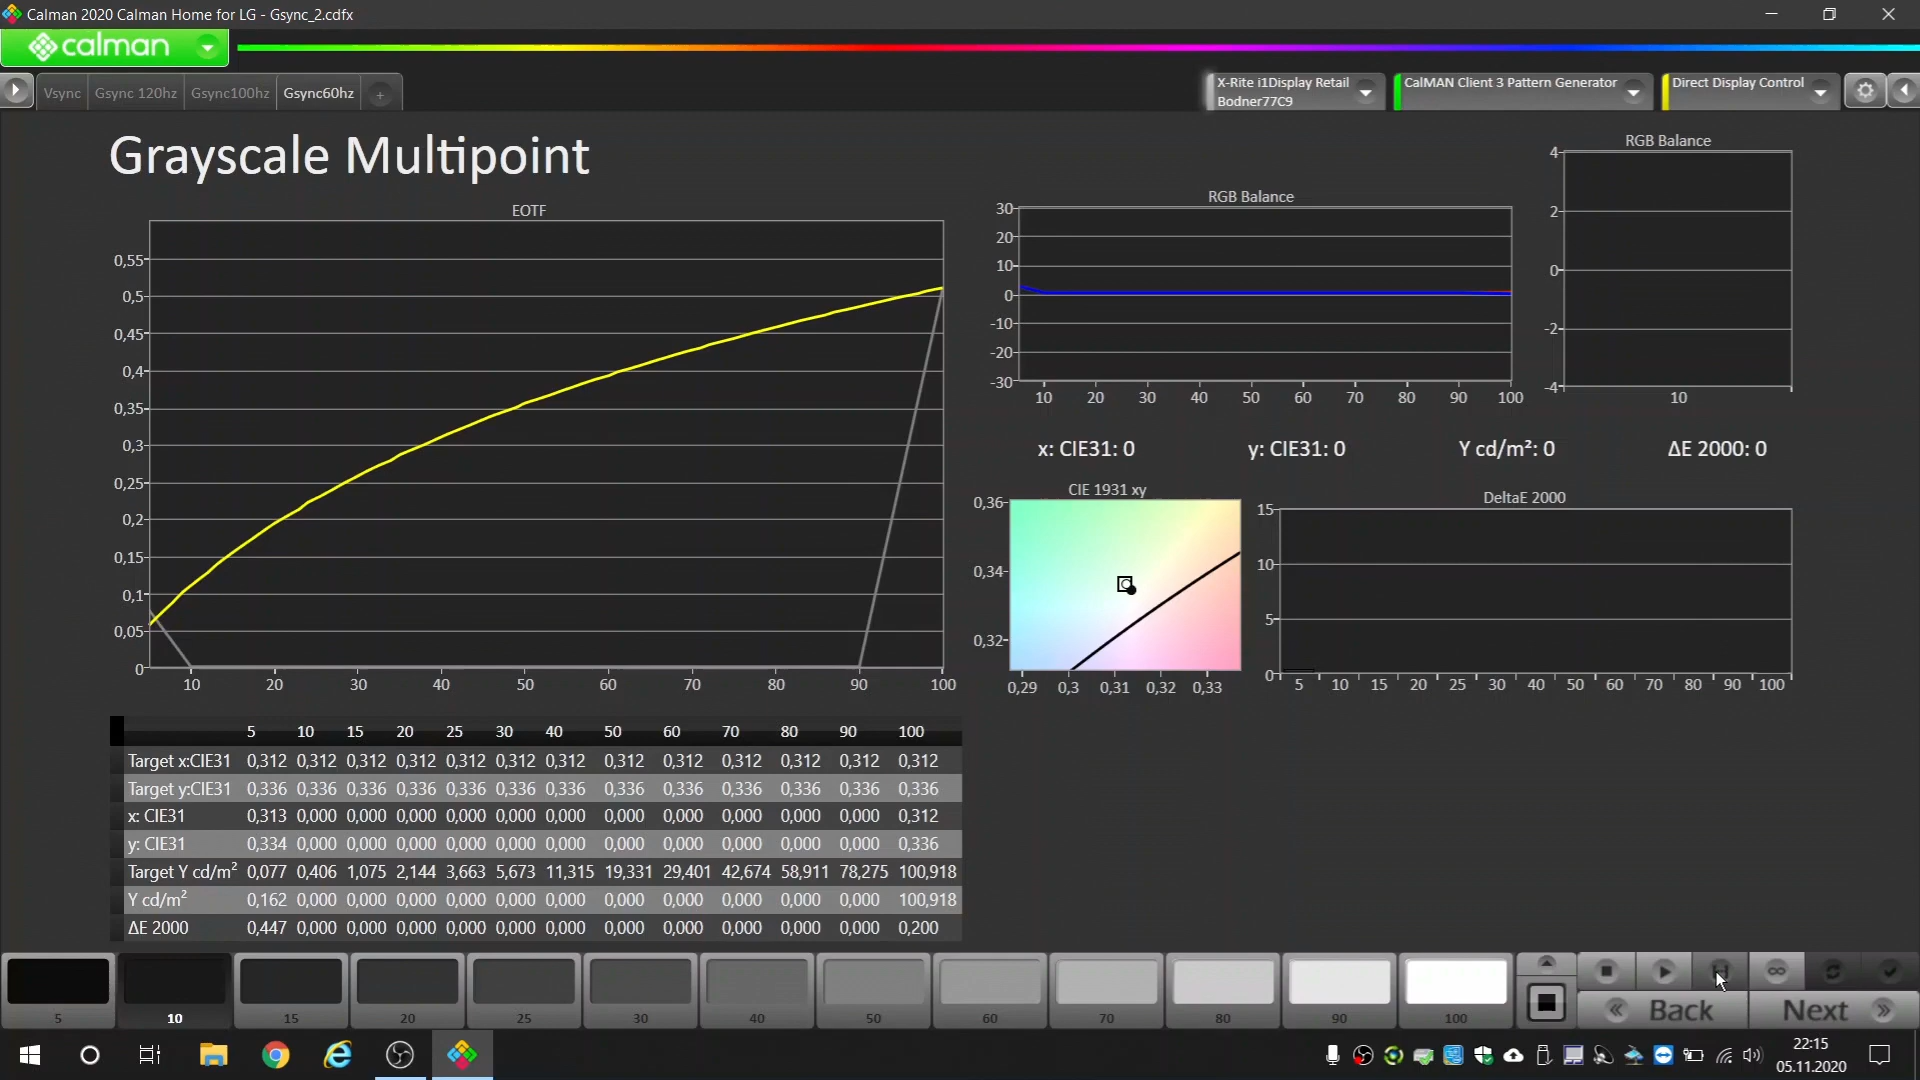 Calman 2020 Calman Home for LG - Gsync_2.cdfx
calman
Vsync Gsync 120hz Gsync100hz Gsync60hz +
X-Rite i1Display Retail
Bodner77C9
CalMAN Client 3 Pattern Generator
Direct Display Control
Grayscale Multipoint
EOTF
0,55
0,5
0,45
0,4
0,35
0,3
0,25
0,2
0,15
0,1
0,05
0
10 20 30 40 50 60 70 80 90 100
RGB Balance
30
20
10
0
-10
-20
-30
10 20 30 40 50 60 70 80 90 100
RGB Balance
4
2
0
-2
-4
10
x: CIE31: 0 y: CIE31: 0 Y cd/m²: 0 ΔE 2000: 0
CIE 1931 xy
0,36
0,34
0,32
0,29 0,3 0,31 0,32 0,33
DeltaE 2000
15
10
5
0
5 10 15 20 25 30 40 50 60 70 80 90 100
5 10 15 20 25 30 40 50 60 70 80 90 100
Target x:CIE31 0,312 0,312 0,312 0,312 0,312 0,312 0,312 0,312 0,312 0,312 0,312 0,312 0,312
Target y:CIE31 0,336 0,336 0,336 0,336 0,336 0,336 0,336 0,336 0,336 0,336 0,336 0,336 0,336
x: CIE31 0,313 0,000 0,000 0,000 0,000 0,000 0,000 0,000 0,000 0,000 0,000 0,000 0,312
y: CIE31 0,334 0,000 0,000 0,000 0,000 0,000 0,000 0,000 0,000 0,000 0,000 0,000 0,336
Target Y cd/m² 0,077 0,406 1,075 2,144 3,663 5,673 11,315 19,331 29,401 42,674 58,911 78,275 100,918
Y cd/m² 0,162 0,000 0,000 0,000 0,000 0,000 0,000 0,000 0,000 0,000 0,000 0,000 100,918
ΔE 2000 0,447 0,000 0,000 0,000 0,000 0,000 0,000 0,000 0,000 0,000 0,000 0,000 0,200
5 10 15 20 25 30 40 50 60 70 80 90 100
Back Next
22:15
05.11.2020